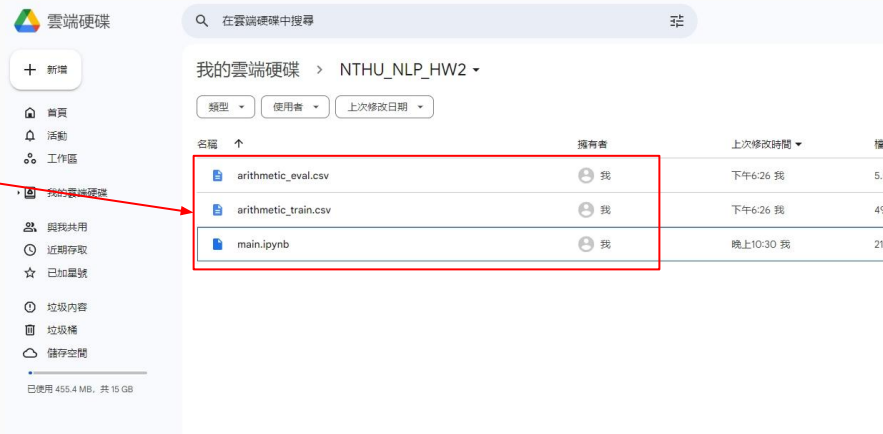 雲端硬碟
在雲端硬碟中搜尋
新增
首頁
活動
工作區
我的雲端硬碟
與我共用
近期存取
已加星號
垃圾內容
垃圾桶
儲存空間
已使用 455.4 MB，共 15 GB
我的雲端硬碟 > NTHU_NLP_HW2
類型 使用者 上次修改日期
名稱 擁有者 上次修改時間
arithmetic_eval.csv 我 下午6:26 我 5.
arithmetic_train.csv 我 下午6:26 我 49
main.ipynb 我 晚上10:30 我 21